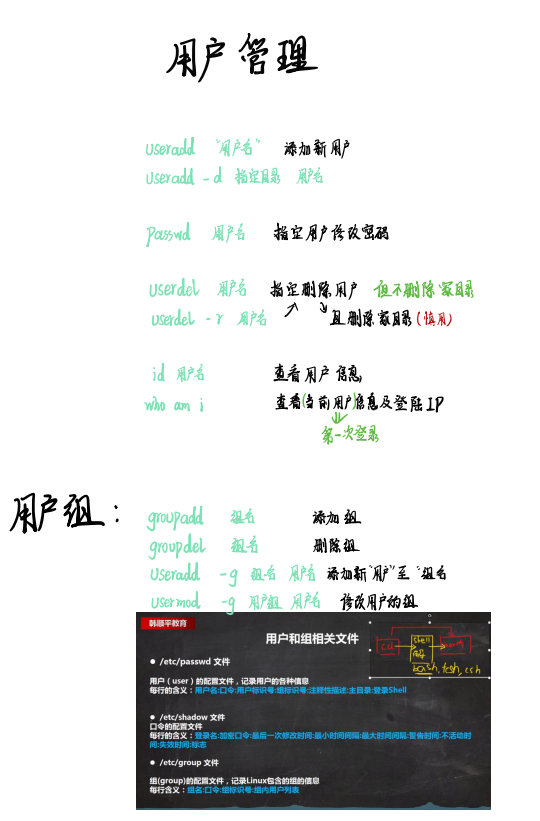 用户管理
useradd "用户名" 添加新用户
useradd -d 指定目录 用户名
passwd 用户名 指定用户修改密码
userdel 用户名 指定删除用户 但不删除家目录
userdel -r 用户名 且删除家目录(慎用)
id 用户名 查看用户信息
who am i 查看(当前用户)信息及登陆IP
第一次登录
用户组:
groupadd 组名 添加组
groupdel 组名 删除组
useradd -g 组名 用户名 添加新"用户"至"组名
usermod -g 用户组 用户名 修改用户的组
韩顺平教育
用户和组相关文件
shell
bash, tcsh, csh
● /etc/passwd 文件
用户(user)的配置文件,记录用户的各种信息
每行的含义:用户名:口令:用户标识号:组标识号:注释性描述:主目录:登录Shell
● /etc/shadow 文件
口令的配置文件
每行的含义:登录名:加密口令:最后一次修改时间:最小时间间隔:最大时间间隔:警告时间:不活动时
间:失效时间:标志
● /etc/group 文件
组(group)的配置文件,记录Linux包含的组的信息
每行含义:组名:口令:组标识号:组内用户列表